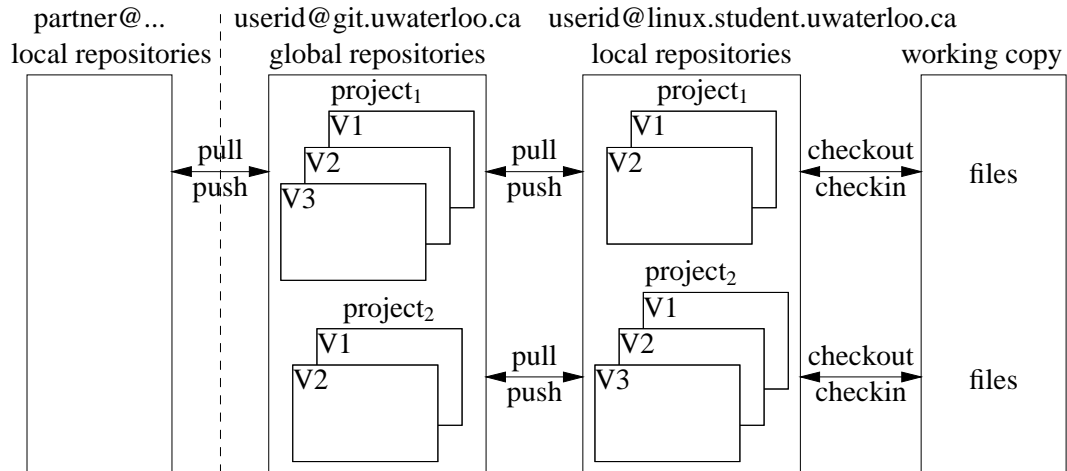 partner@... userid@git.uwaterloo.ca userid@linux.student.uwaterloo.ca
local repositories global repositories local repositories working copy
project₁ project₁
V1 V1
pull V2 pull V2 checkout
push V3 push checkin files
project₂
project₂ V1
V1 V2
V2 pull V3 checkout
push checkin files